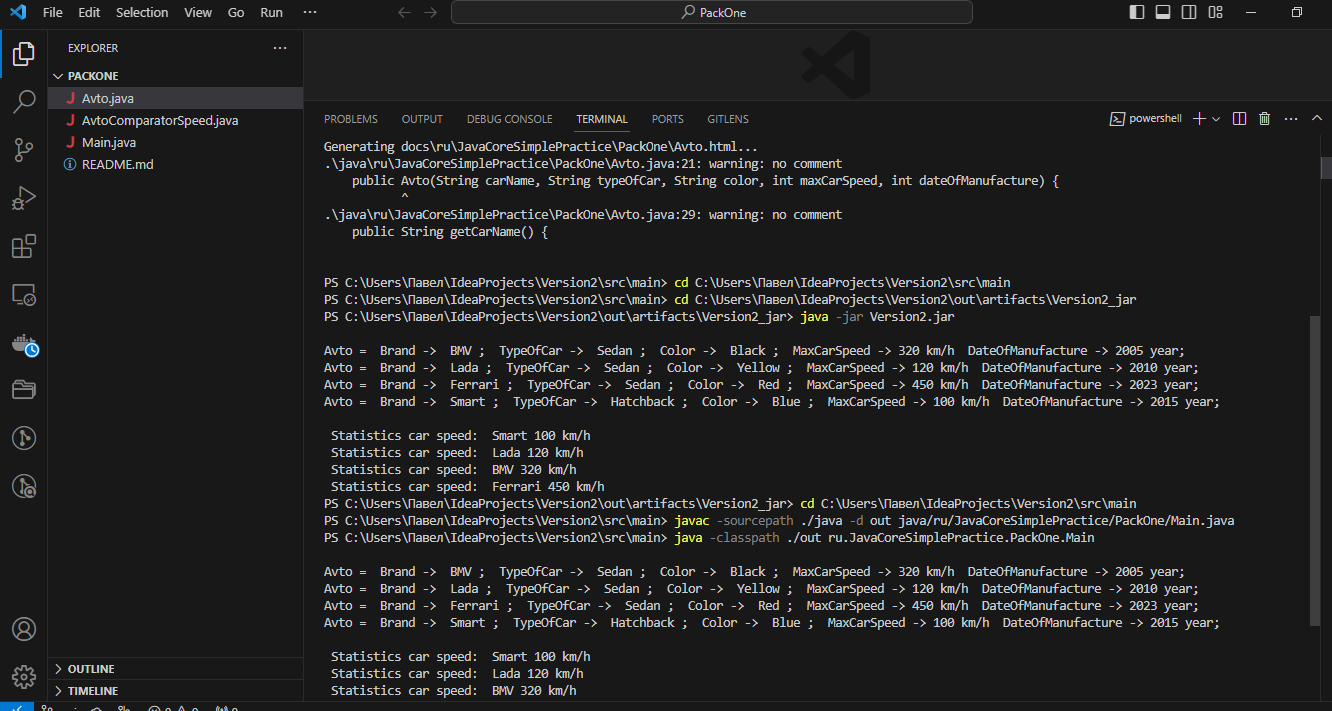 File Edit Selection View Go Run ···
PackOne
EXPLORER ···
PACKONE
J Avto.java
J AvtoComparatorSpeed.java
J Main.java
README.md
OUTLINE
TIMELINE
PROBLEMS OUTPUT DEBUG CONSOLE TERMINAL PORTS GITLENS
powershell
Generating docs\ru\JavaCoreSimplePractice\PackOne\Avto.html...
.\java\ru\JavaCoreSimplePractice\PackOne\Avto.java:21: warning: no comment
    public Avto(String carName, String typeOfCar, String color, int maxCarSpeed, int dateOfManufacture) {
           ^
.\java\ru\JavaCoreSimplePractice\PackOne\Avto.java:29: warning: no comment
    public String getCarName() {
PS C:\Users\Павел\IdeaProjects\Version2\src\main> cd C:\Users\Павел\IdeaProjects\Version2\src\main
PS C:\Users\Павел\IdeaProjects\Version2\src\main> cd C:\Users\Павел\IdeaProjects\Version2\out\artifacts\Version2_jar
PS C:\Users\Павел\IdeaProjects\Version2\out\artifacts\Version2_jar> java -jar Version2.jar
Avto =  Brand ->  BMV ;  TypeOfCar ->  Sedan ;  Color ->  Black ;  MaxCarSpeed -> 320 km/h  DateOfManufacture -> 2005 year;
Avto =  Brand ->  Lada ;  TypeOfCar ->  Sedan ;  Color ->  Yellow ;  MaxCarSpeed -> 120 km/h  DateOfManufacture -> 2010 year;
Avto =  Brand ->  Ferrari ;  TypeOfCar ->  Sedan ;  Color ->  Red ;  MaxCarSpeed -> 450 km/h  DateOfManufacture -> 2023 year;
Avto =  Brand ->  Smart ;  TypeOfCar ->  Hatchback ;  Color ->  Blue ;  MaxCarSpeed -> 100 km/h  DateOfManufacture -> 2015 year;
Statistics car speed:  Smart 100 km/h
Statistics car speed:  Lada 120 km/h
Statistics car speed:  BMV 320 km/h
Statistics car speed:  Ferrari 450 km/h
PS C:\Users\Павел\IdeaProjects\Version2\out\artifacts\Version2_jar> cd C:\Users\Павел\IdeaProjects\Version2\src\main
PS C:\Users\Павел\IdeaProjects\Version2\src\main> javac -sourcepath ./java -d out java/ru/JavaCoreSimplePractice/PackOne/Main.java
PS C:\Users\Павел\IdeaProjects\Version2\src\main> java -classpath ./out ru.JavaCoreSimplePractice.PackOne.Main
Avto =  Brand ->  BMV ;  TypeOfCar ->  Sedan ;  Color ->  Black ;  MaxCarSpeed -> 320 km/h  DateOfManufacture -> 2005 year;
Avto =  Brand ->  Lada ;  TypeOfCar ->  Sedan ;  Color ->  Yellow ;  MaxCarSpeed -> 120 km/h  DateOfManufacture -> 2010 year;
Avto =  Brand ->  Ferrari ;  TypeOfCar ->  Sedan ;  Color ->  Red ;  MaxCarSpeed -> 450 km/h  DateOfManufacture -> 2023 year;
Avto =  Brand ->  Smart ;  TypeOfCar ->  Hatchback ;  Color ->  Blue ;  MaxCarSpeed -> 100 km/h  DateOfManufacture -> 2015 year;
Statistics car speed:  Smart 100 km/h
Statistics car speed:  Lada 120 km/h
Statistics car speed:  BMV 320 km/h